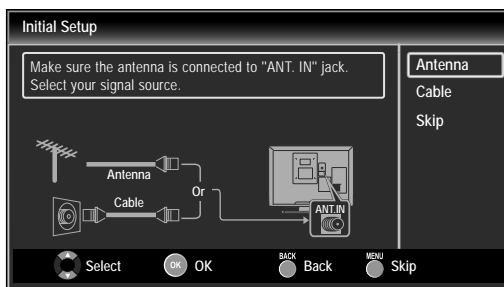 Initial Setup
Make sure the antenna is connected to "ANT. IN" jack.
Select your signal source.
Antenna
Cable
Skip
Antenna
Or
Cable
ANT.IN
Select
OK
OK
BACK
Back
MENU
Skip